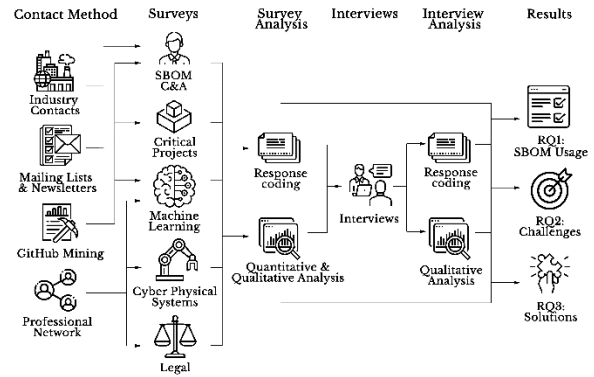 Contact Method
Surveys
Survey
Analysis
Interviews
Interview
Analysis
Results
Industry
Contacts
Mailing Lists
& Newsletters
GitHub Mining
Professional
Network
SBOM
C&A
Critical
Projects
Machine
Learning
Cyber Physical
Systems
Legal
Response
coding
Quantitative &
Qualitative Analysis
Interviews
Response
coding
Qualitative
Analysis
RQ1:
SBOM Usage
RQ2:
Challenges
RQ3:
Solutions